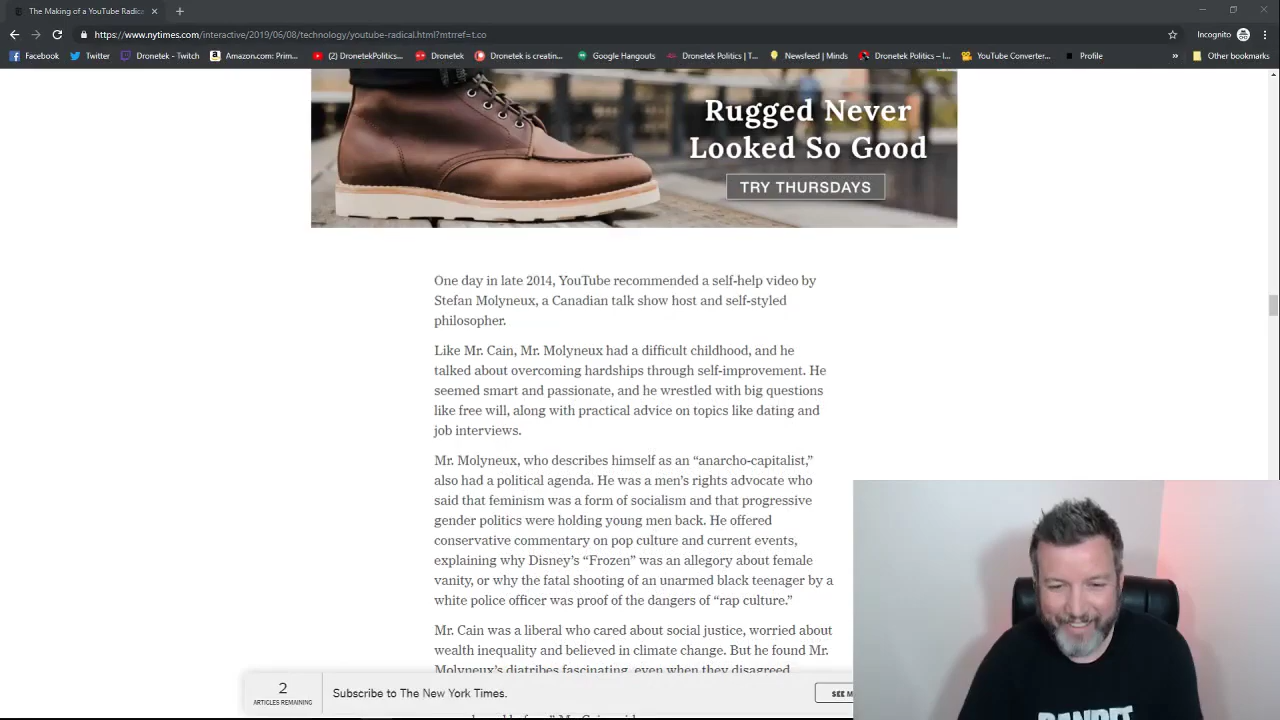 The Making of a YouTube Radica
https://www.nytimes.com/interactive/2019/06/08/technology/youtube-radical.html?mtrref=t.co
Incognito
Facebook
Twitter
Dronetek - Twitch
Amazon.com: Prim...
(2) DronetekPolitics...
Dronetek
Dronetek is creatin...
Google Hangouts
Dronetek Politics | T...
Newsfeed | Minds
Dronetek Politics – I...
YouTube Converter...
Profile
»
Other bookmarks
Rugged Never
Looked So Good
TRY THURSDAYS
One day in late 2014, YouTube recommended a self-help video by
Stefan Molyneux, a Canadian talk show host and self-styled
philosopher.
Like Mr. Cain, Mr. Molyneux had a difficult childhood, and he
talked about overcoming hardships through self-improvement. He
seemed smart and passionate, and he wrestled with big questions
like free will, along with practical advice on topics like dating and
job interviews.
Mr. Molyneux, who describes himself as an “anarcho-capitalist,”
also had a political agenda. He was a men’s rights advocate who
said that feminism was a form of socialism and that progressive
gender politics were holding young men back. He offered
conservative commentary on pop culture and current events,
explaining why Disney’s “Frozen” was an allegory about female
vanity, or why the fatal shooting of an unarmed black teenager by a
white police officer was proof of the dangers of “rap culture.”
Mr. Cain was a liberal who cared about social justice, worried about
wealth inequality and believed in climate change. But he found Mr.
Molyneux’s diatribes fascinating, even when they disagreed.
2
ARTICLES REMAINING
Subscribe to The New York Times.
SEE M